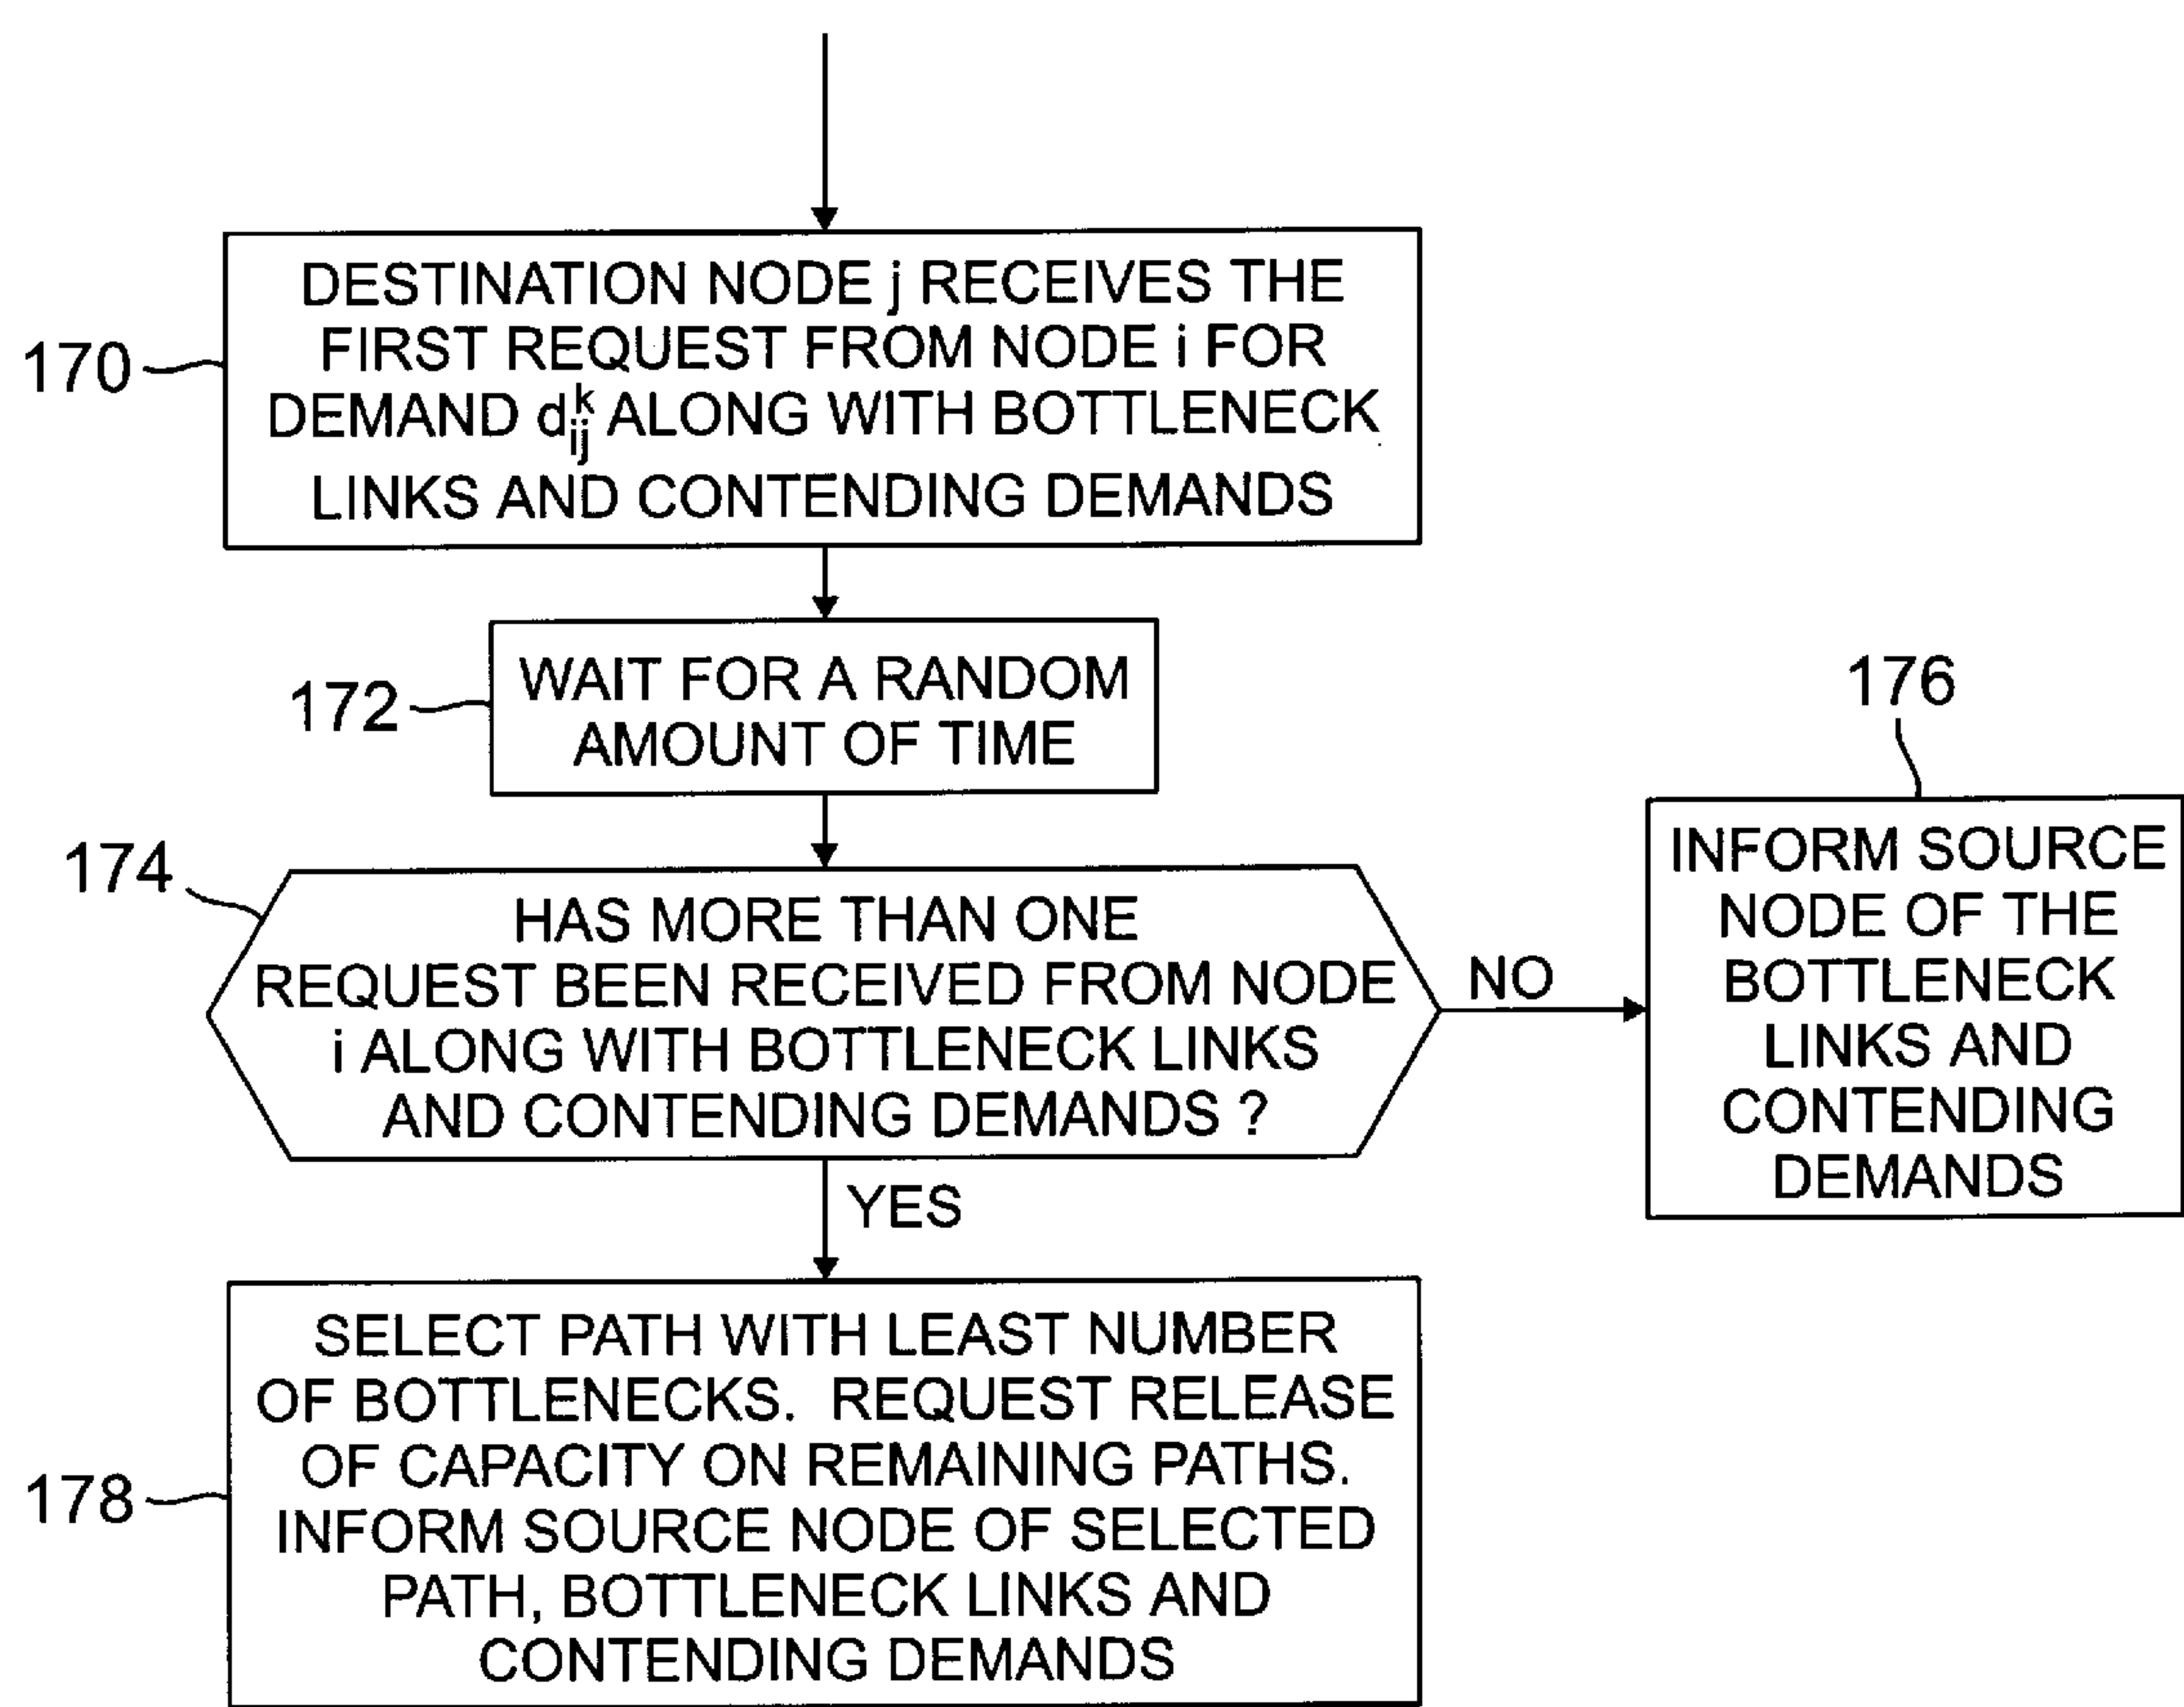 DESTINATION NODE j RECEIVES THE
FIRST REQUEST FROM NODE i FOR
170
DEMAND d_{ij}^{k} ALONG WITH BOTTLENECK
LINKS AND CONTENDING DEMANDS
WAIT FOR A RANDOM
172
AMOUNT OF TIME
176
174
HAS MORE THAN ONE
REQUEST BEEN RECEIVED FROM NODE
i ALONG WITH BOTTLENECK LINKS
AND CONTENDING DEMANDS ?
NO
INFORM SOURCE
NODE OF THE
BOTTLENECK
LINKS AND
CONTENDING
DEMANDS
YES
SELECT PATH WITH LEAST NUMBER
OF BOTTLENECKS. REQUEST RELEASE
OF CAPACITY ON REMAINING PATHS.
178
INFORM SOURCE NODE OF SELECTED
PATH, BOTTLENECK LINKS AND
CONTENDING DEMANDS